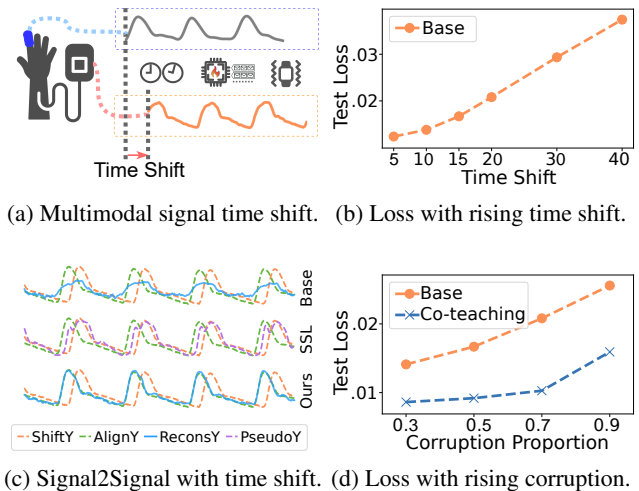 Time Shift
(a) Multimodal signal time shift.
Base
Test Loss
.03
.02
5 10 15 20 30 40
Time Shift
(b) Loss with rising time shift.
Base
SSL
Ours
ShiftY AlignY ReconsY PseudoY
(c) Signal2Signal with time shift.
Base
Co-teaching
Test Loss
.02
.01
0.3 0.5 0.7 0.9
Corruption Proportion
(d) Loss with rising corruption.